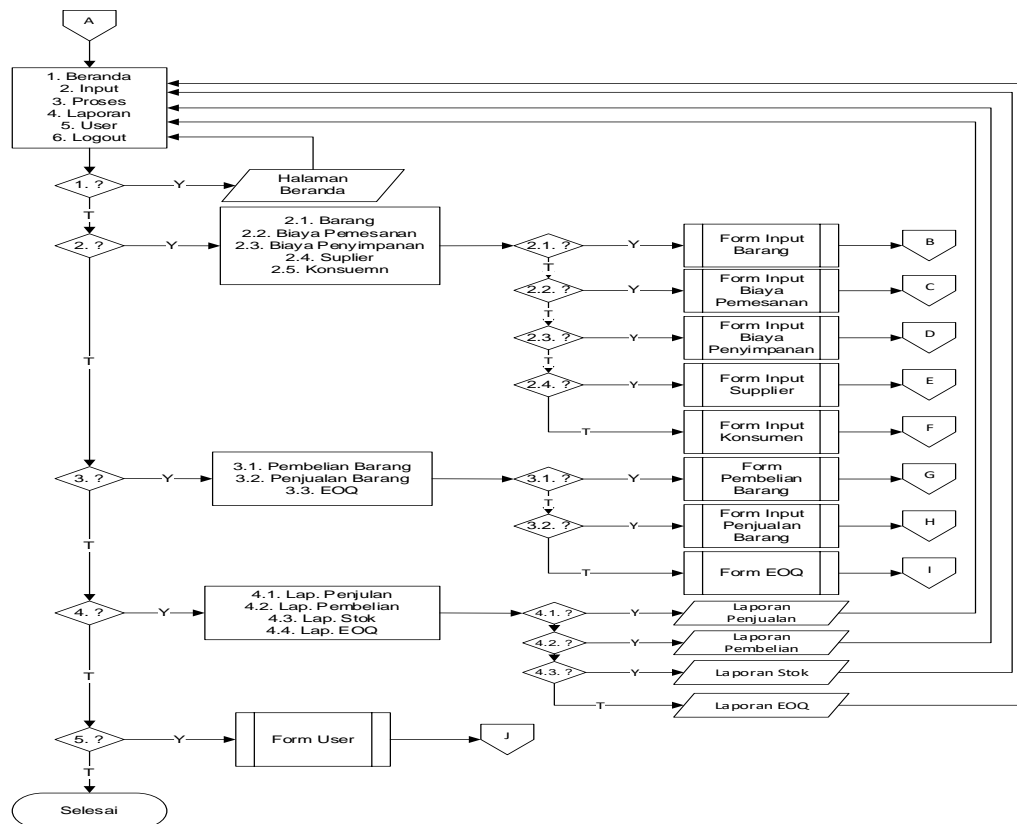 A
1. Beranda
2. Input
3. Proses
4. Laporan
5. User
6. Logout
1. ?
Y
Halaman
Beranda
T
2. ?
Y
2.1. Barang
2.2. Biaya Pemesanan
2.3. Biaya Penyimpanan
2.4. Suplier
2.5. Konsuemn
2.1. ?
Y
Form Input
Barang
B
T
2.2. ?
Y
Form Input
Biaya
Pemesanan
C
T
2.3. ?
Y
Form Input
Biaya
Penyimpanan
D
T
2.4. ?
Y
Form Input
Supplier
E
T
Form Input
Konsumen
F
T
3. ?
Y
3.1. Pembelian Barang
3.2. Penjualan Barang
3.3. EOQ
3.1. ?
Y
Form
Pembelian
Barang
G
T
3.2. ?
Y
Form Input
Penjualan
Barang
H
T
Form EOQ
I
T
4. ?
Y
4.1. Lap. Penjulan
4.2. Lap. Pembelian
4.3. Lap. Stok
4.4. Lap. EOQ
4.1. ?
Y
Laporan
Penjualan
4.2. ?
Y
Laporan
Pembelian
4.3. ?
Y
Laporan Stok
T
Laporan EOQ
T
5. ?
Y
Form User
J
T
Selesai